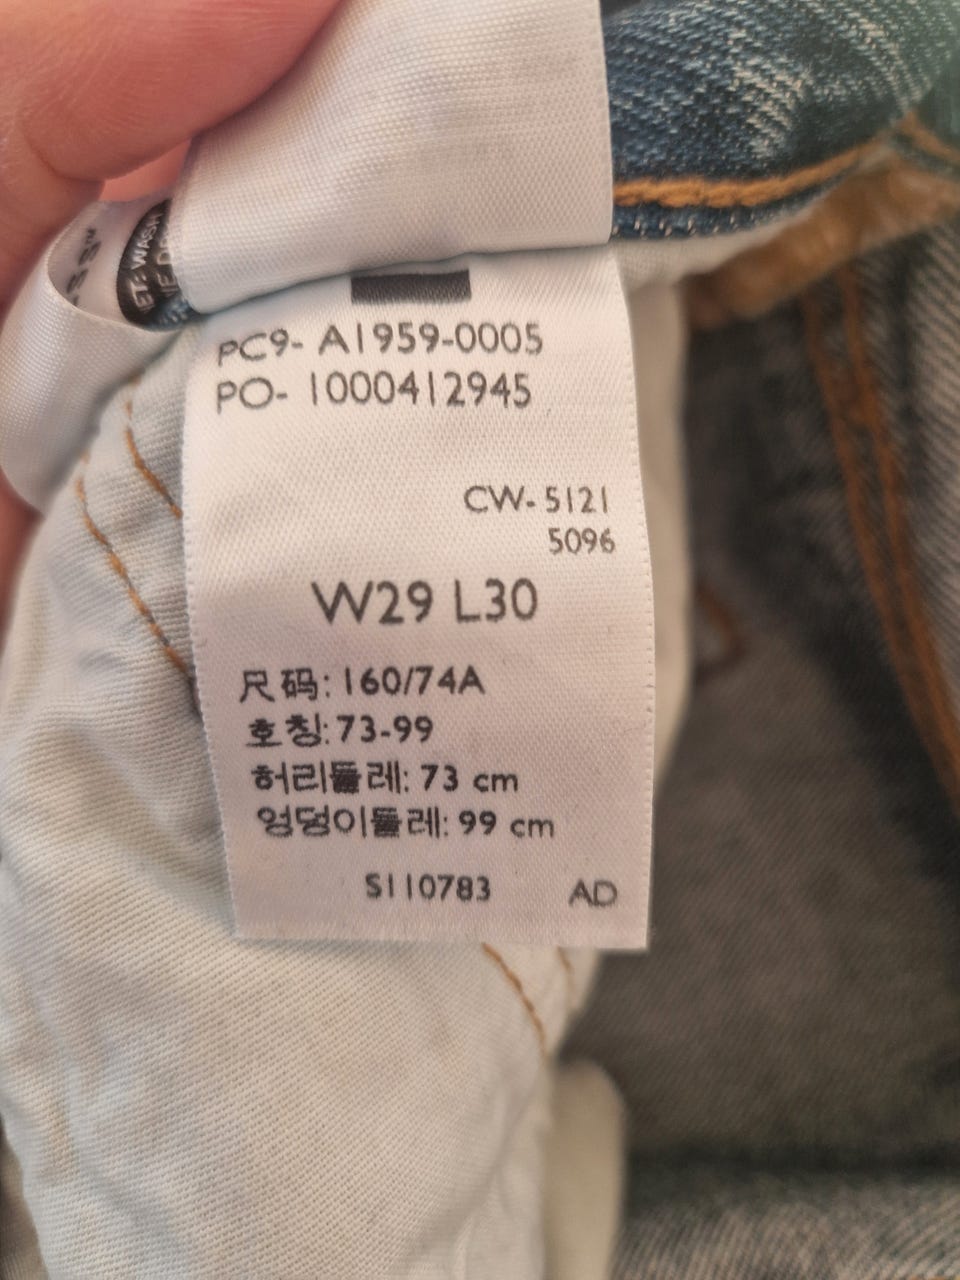 WASH
PC9- A1959-0005
PO- 1000412945
CW- 5121
5096
W29 L30
尺码: 160/74A
호칭: 73-99
허리둘레: 73 cm
엉덩이둘레: 99 cm
S110783 AD